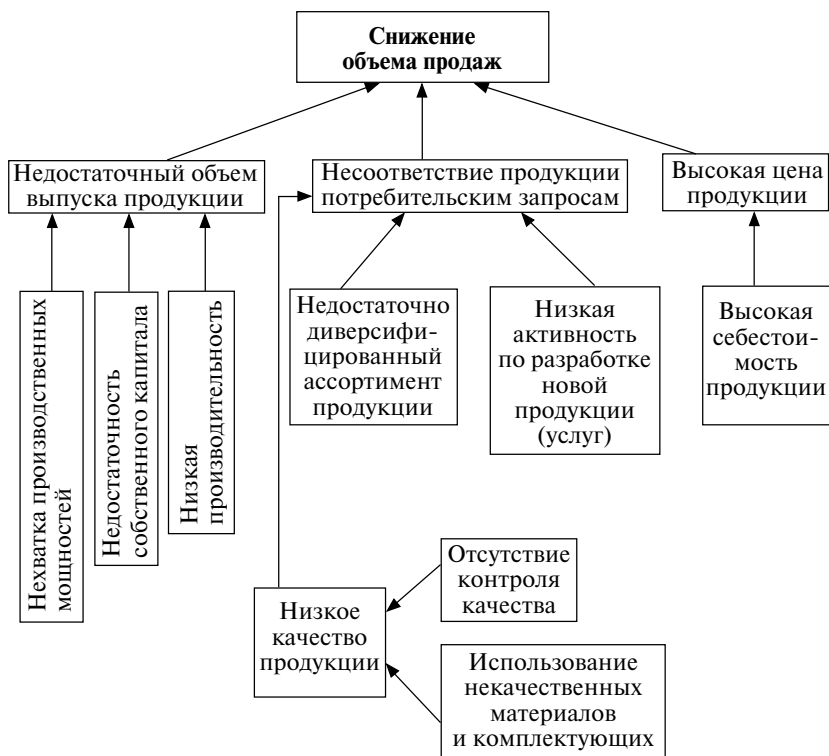 Снижение
объема продаж
Недостаточный объем
выпуска продукции
Несоответствие продукции
потребительским запросам
Высокая цена
продукции
Нехватка производственных
мощностей
Недостаточность
собственного капитала
Низкая
производительность
Недостаточно
диверсифи-
цированный
ассортимент
продукции
Низкая
активность
по разработке
новой
продукции
(услуг)
Высокая
себестои-
мость
продукции
Низкое
качество
продукции
Отсутствие
контроля
качества
Использование
некачественных
материалов
и комплектующих